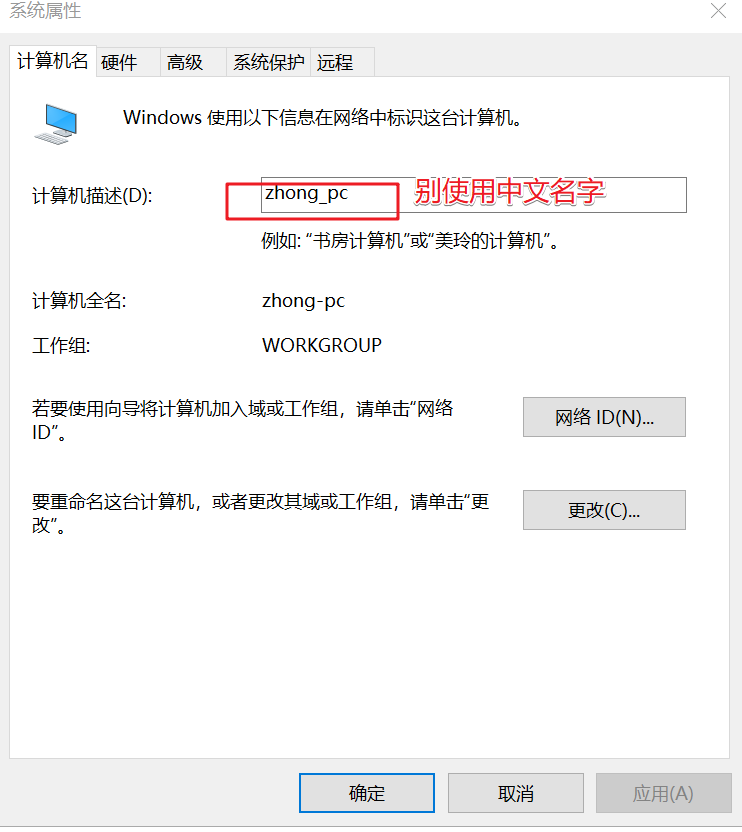 系统属性
计算机名 硬件 高级 系统保护 远程
Windows 使用以下信息在网络中标识这台计算机。
计算机描述(D): zhong_pc 别使用中文名字
例如: “书房计算机”或“美玲的计算机”。
计算机全名: zhong-pc
工作组: WORKGROUP
若要使用向导将计算机加入域或工作组，请单击“网络
ID”。
网络 ID(N)...
要重命名这台计算机，或者更改其域或工作组，请单击“更
改”。
更改(C)...
确定 取消 应用(A)